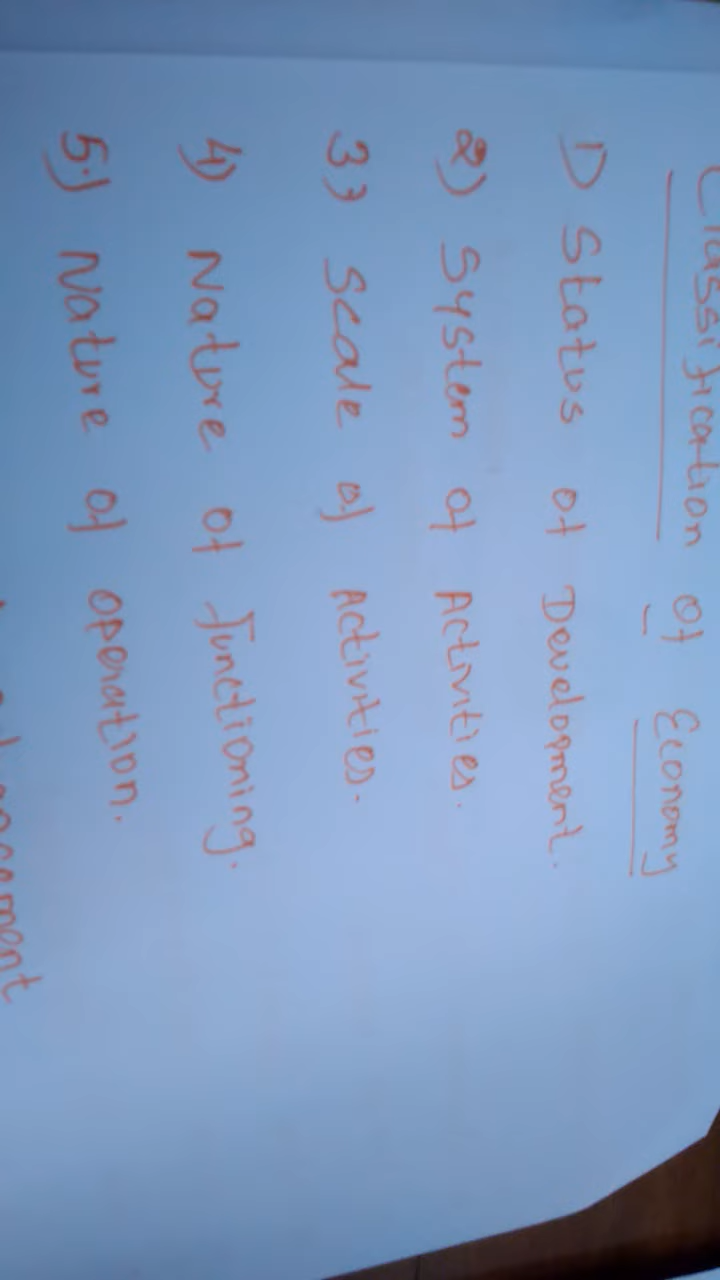 Classification of Economy
1) Status of Development.
2) System of Activities.
3) Scale of Activities.
4) Nature of functioning.
5.) Nature of operation.